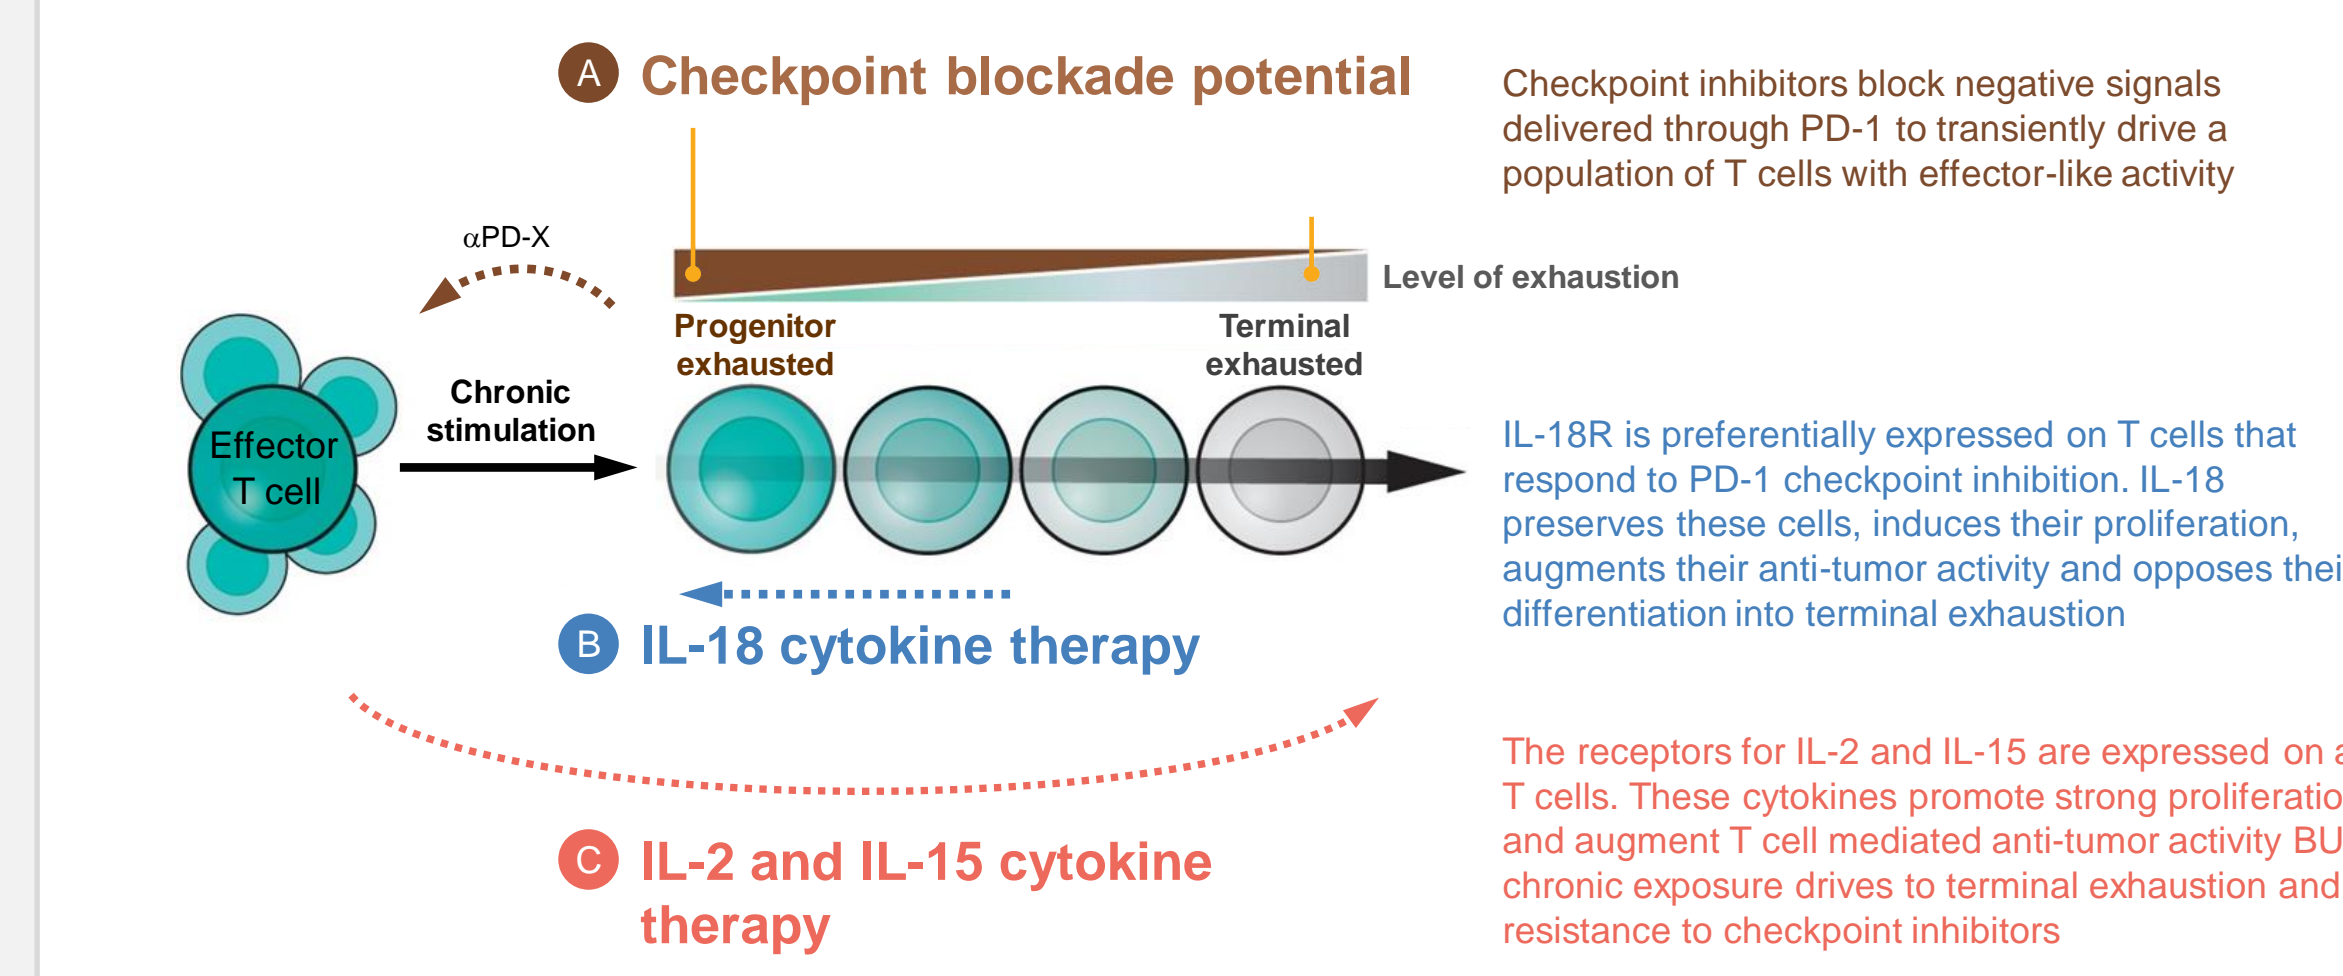 A Checkpoint blockade potential
Checkpoint inhibitors block negative signals
delivered through PD-1 to transiently drive a
population of T cells with effector-like activity
αPD-X
Level of exhaustion
Progenitor
exhausted
Terminal
exhausted
Chronic
stimulation
Effector
T cell
IL-18R is preferentially expressed on T cells that
respond to PD-1 checkpoint inhibition. IL-18
preserves these cells, induces their proliferation,
augments their anti-tumor activity and opposes
differentiation into terminal exhaustion
B IL-18 cytokine therapy
The receptors for IL-2 and IL-15 are expressed on
T cells. These cytokines promote strong
and augment T cell mediated anti-tumor activity
chronic exposure drives to terminal exhaustion and
resistance to checkpoint inhibitors
C IL-2 and IL-15 cytokine
therapy